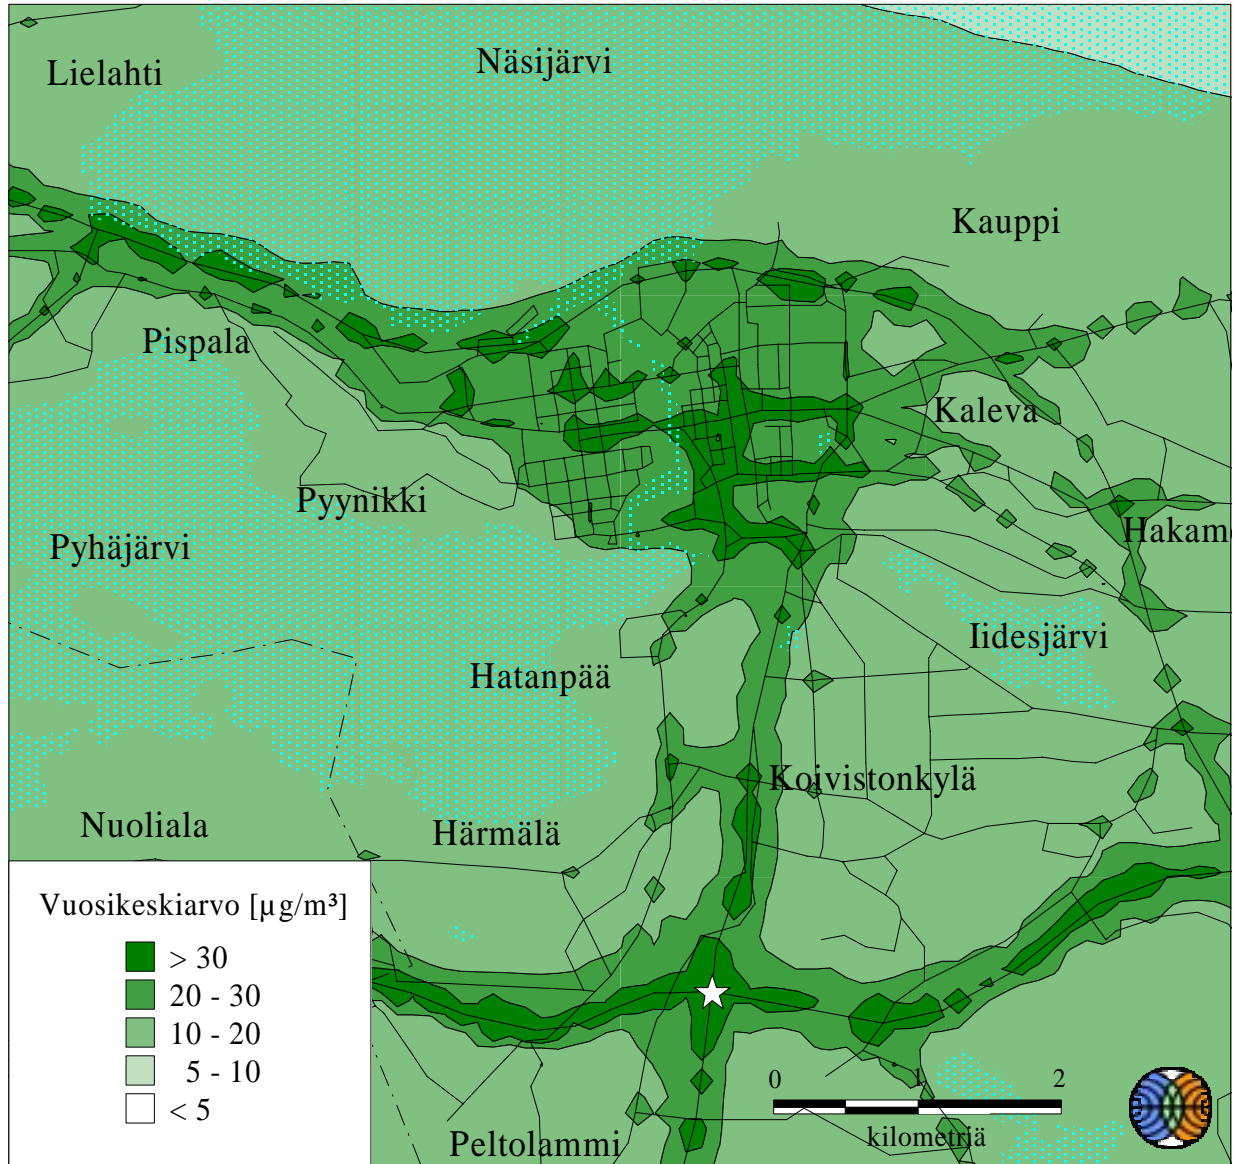 Lielahti
Näsijärvi
Kauppi
Pispala
Kaleva
Pyynikki
Hakam
Pyhäjärvi
Iidesjärvi
Hatanpää
Koivistonkylä
Nuoliala
Härmälä
Vuosikeskiarvo [µg/m³]
> 30
20 - 30
10 - 20
5 - 10
< 5
0 1 2
kilometriä
Peltolammi